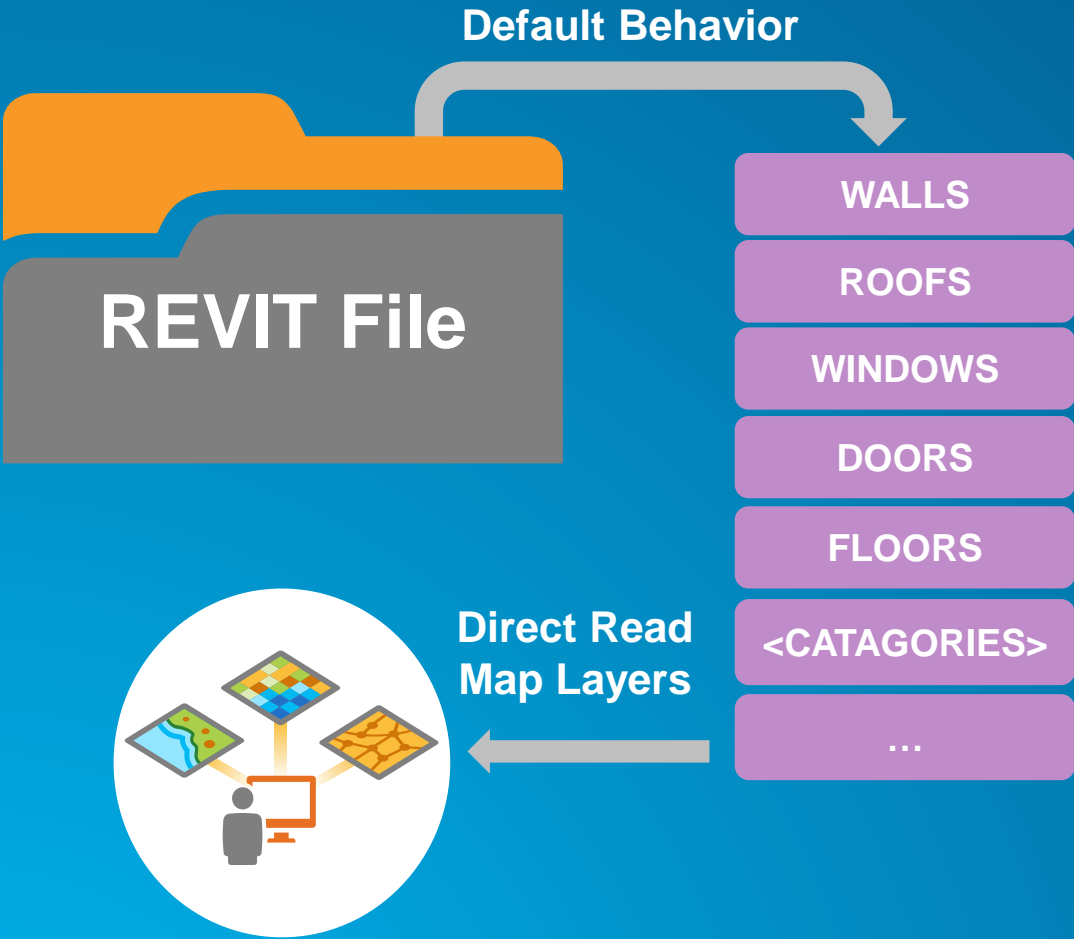 Default Behavior
REVIT File
WALLS
ROOFS
WINDOWS
DOORS
FLOORS
<CATAGORIES>
…
Direct Read
Map Layers